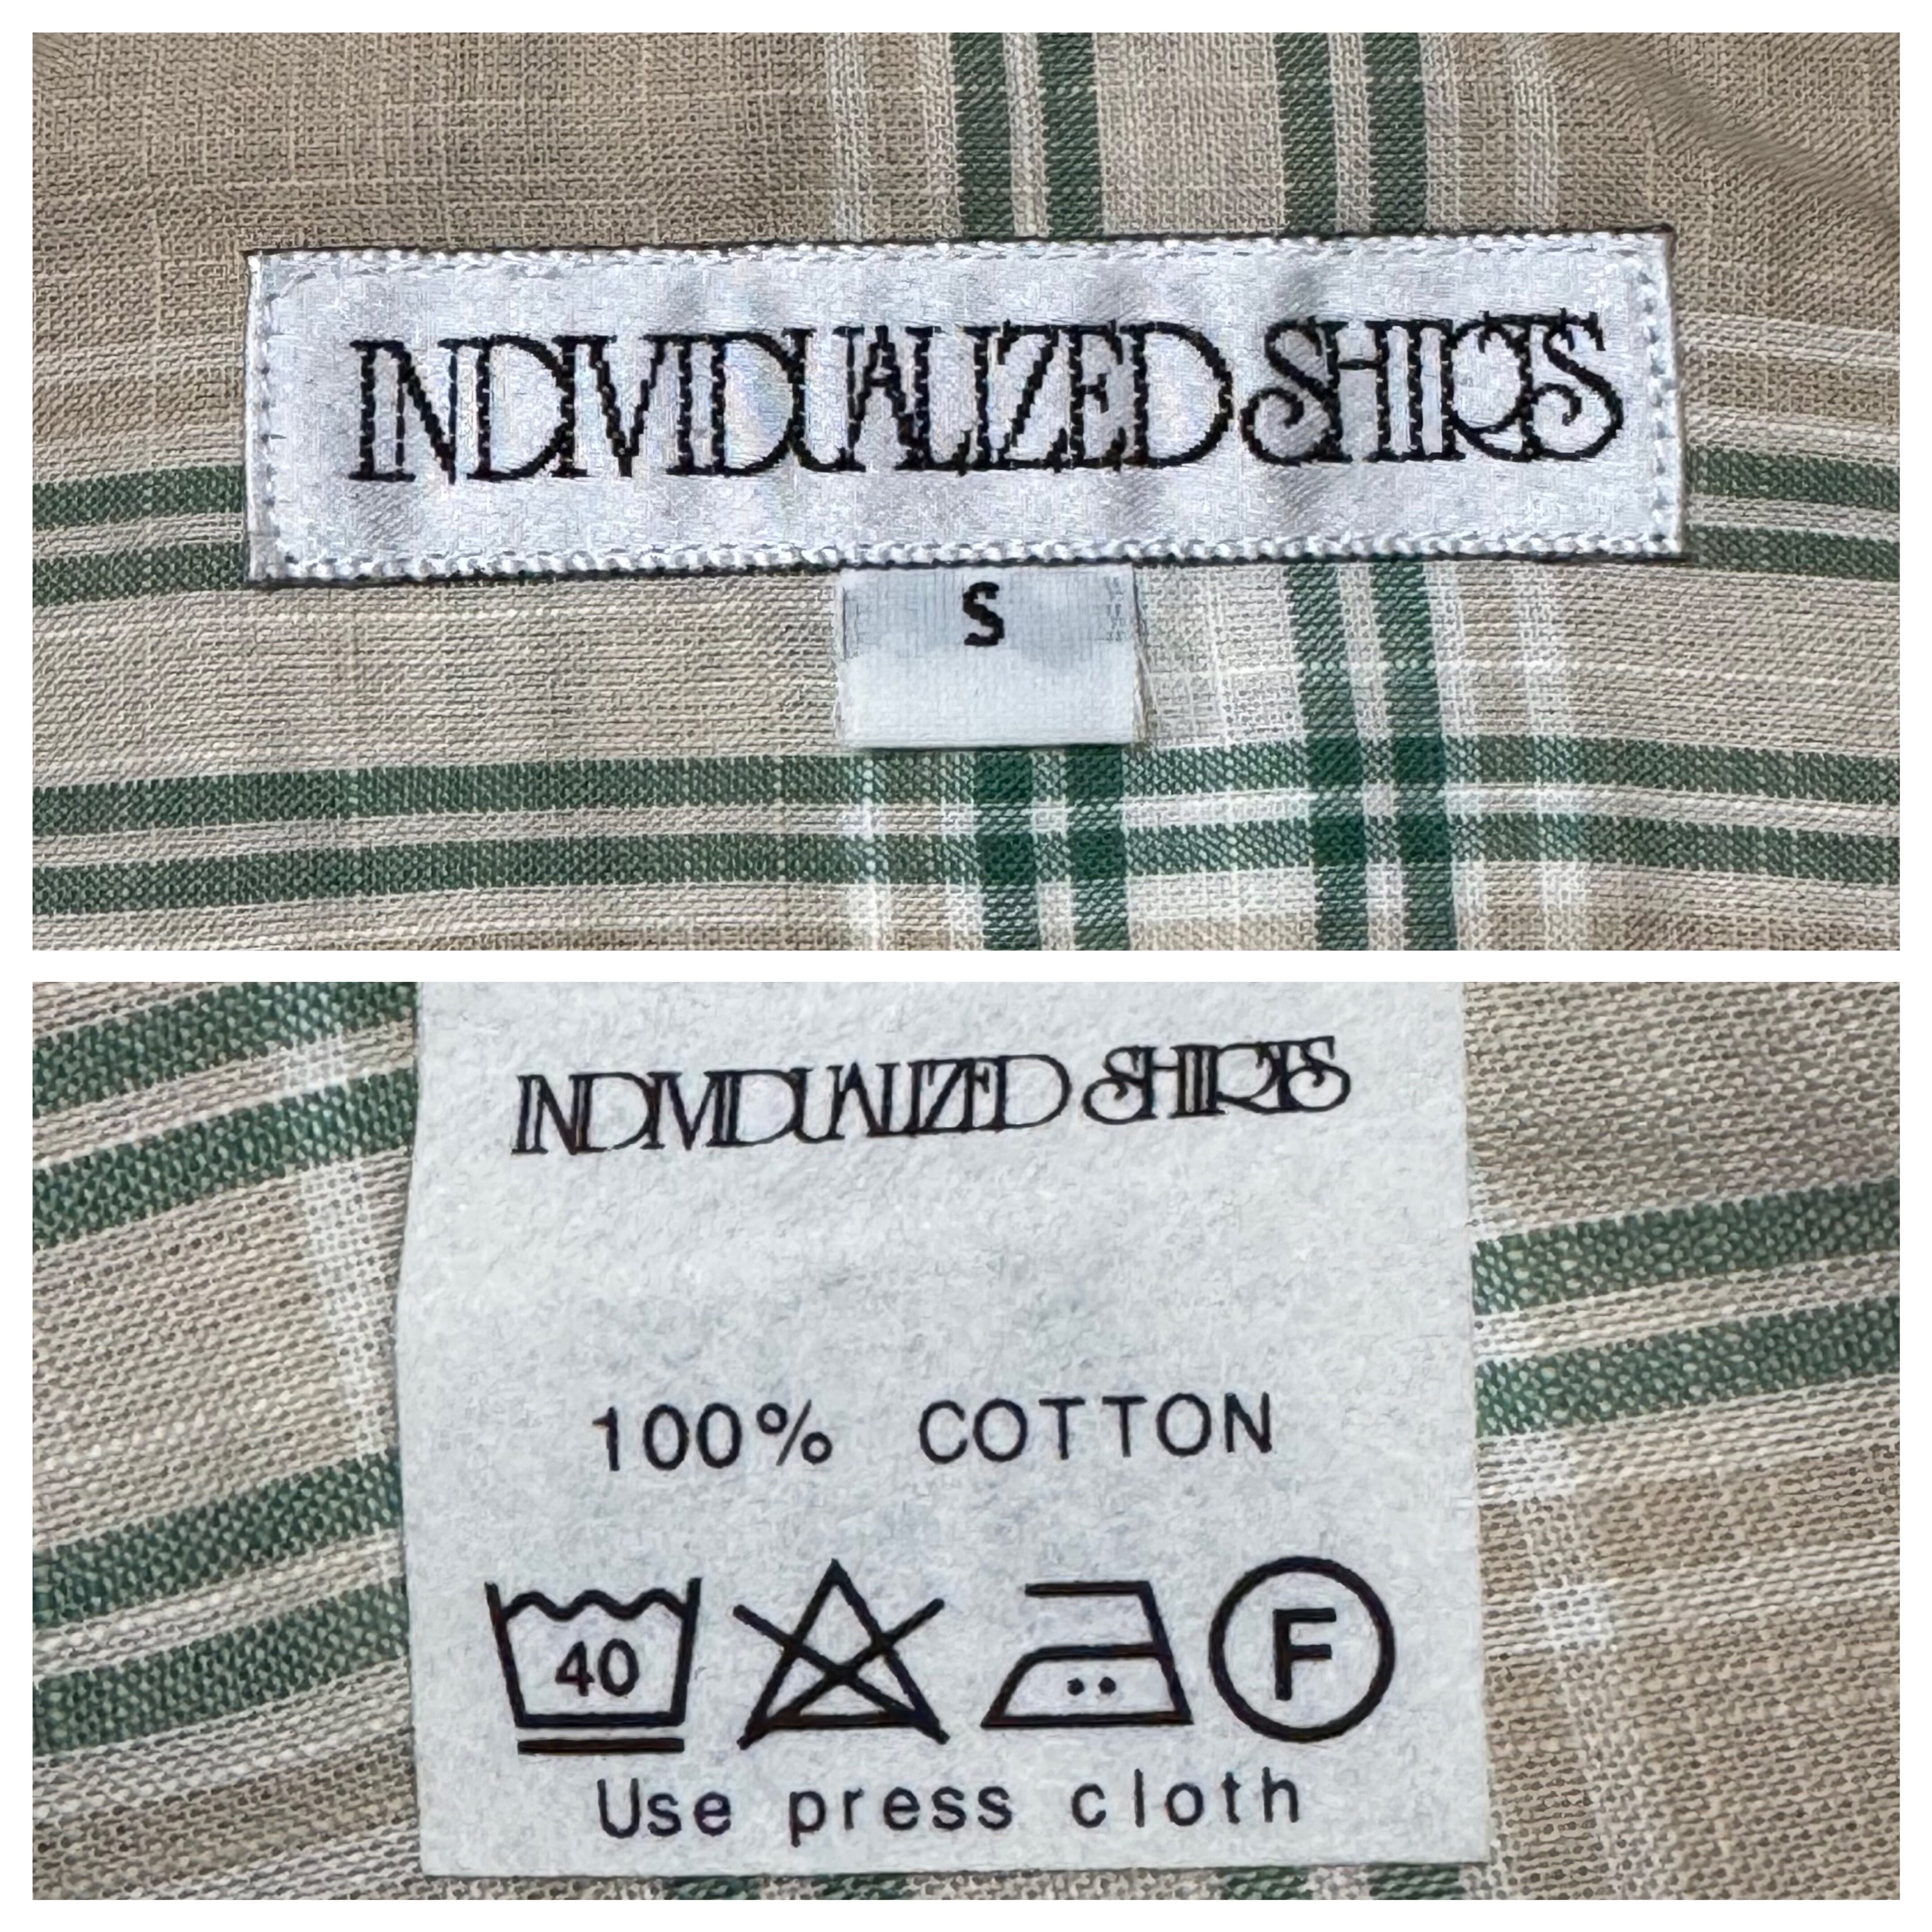 INDIVIDUALIZED SHIRTS
S
INDIVIDUALIZED SHIRTS
100% COTTON
40
F
Use press cloth